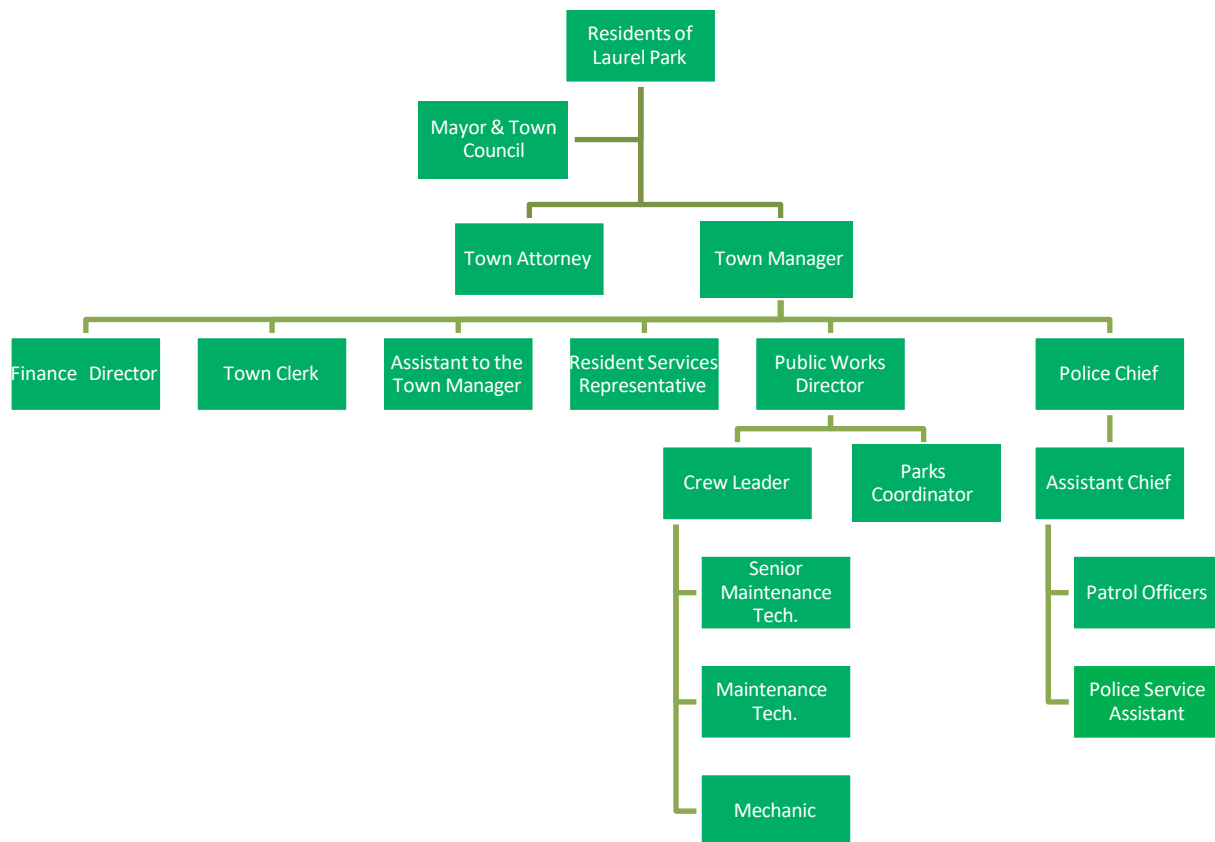 Residents of
Laurel Park
Mayor & Town
Council
Town Attorney
Town Manager
Finance Director
Town Clerk
Assistant to the
Town Manager
Resident Services
Representative
Public Works
Director
Police Chief
Crew Leader
Parks
Coordinator
Assistant Chief
Senior
Maintenance
Tech.
Patrol Officers
Maintenance
Tech.
Police Service
Assistant
Mechanic